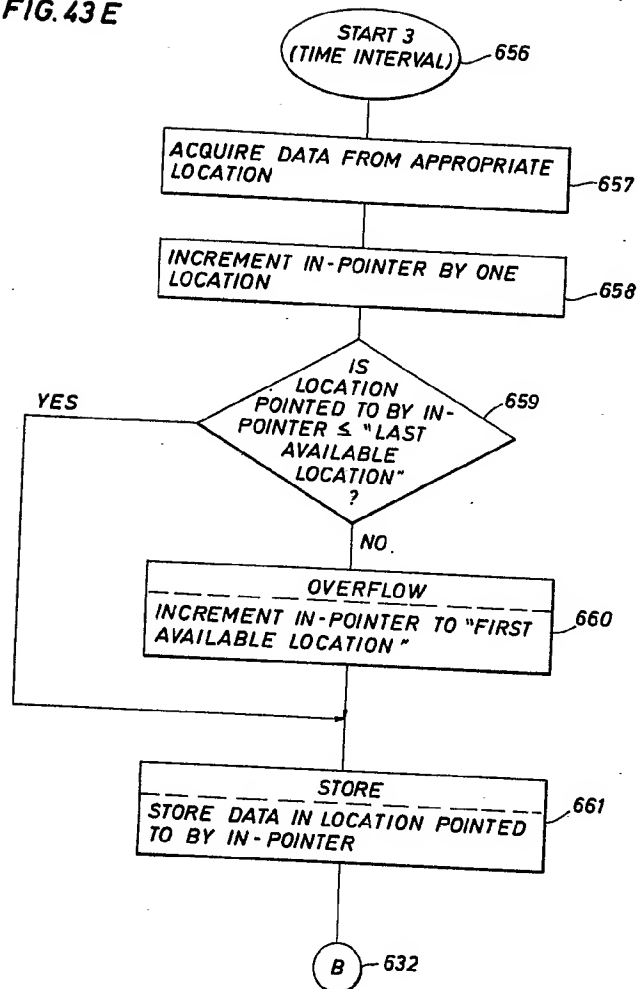 FIG. 43 E
START 3
(TIME INTERVAL)
656
ACQUIRE DATA FROM APPROPRIATE
LOCATION
657
INCREMENT IN-POINTER BY ONE
LOCATION
658
IS
LOCATION
POINTED TO BY IN-
POINTER ≤ "LAST
AVAILABLE
LOCATION"
?
659
YES
NO.
OVERFLOW
INCREMENT IN-POINTER TO "FIRST
AVAILABLE LOCATION"
660
STORE
STORE DATA IN LOCATION POINTED
TO BY IN-POINTER
661
B
632